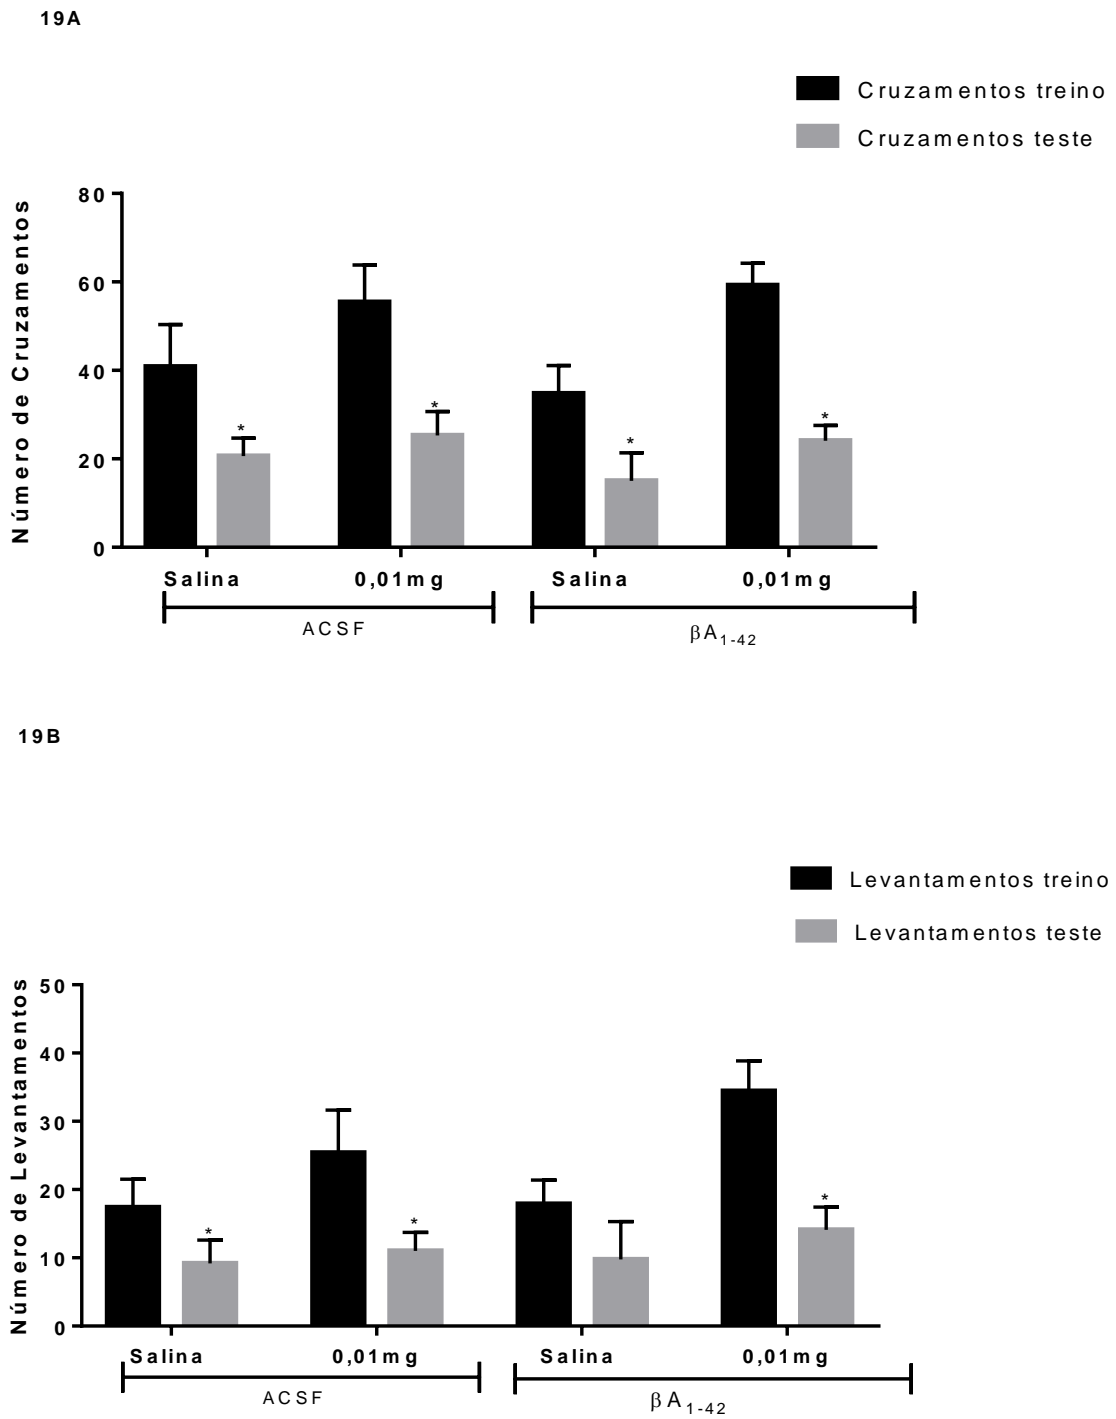 19A
Cruzamentos treino
Cruzamentos teste
Número de Cruzamentos
80
60
40
20
0
* * * *
Salina 0,01mg Salina 0,01mg
ACSF βA1-42
19B
Levantamentos treino
Levantamentos teste
Número de Levantamentos
50
40
30
20
10
0
* * *
Salina 0,01mg Salina 0,01mg
ACSF βA1-42